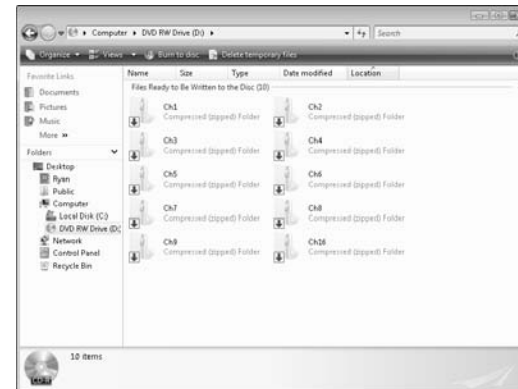 Computer ▸ DVD RW Drive (D:) ▸
Search
Organize Views Burn to disc Delete temporary files
Favorite Links
Documents
Pictures
Music
More »
Folders
Desktop
Ryan
Public
Computer
Local Disk (C:)
DVD RW Drive (D:
Network
Control Panel
Recycle Bin
Name Size Type Date modified Location
Files Ready to Be Written to the Disc (10)
Ch1 Ch2
Compressed (zipped) Folder Compressed (zipped) Folder
Ch3 Ch4
Compressed (zipped) Folder Compressed (zipped) Folder
Ch5 Ch6
Compressed (zipped) Folder Compressed (zipped) Folder
Ch7 Ch8
Compressed (zipped) Folder Compressed (zipped) Folder
Ch9 Ch16
Compressed (zipped) Folder Compressed (zipped) Folder
10 items
CD-R